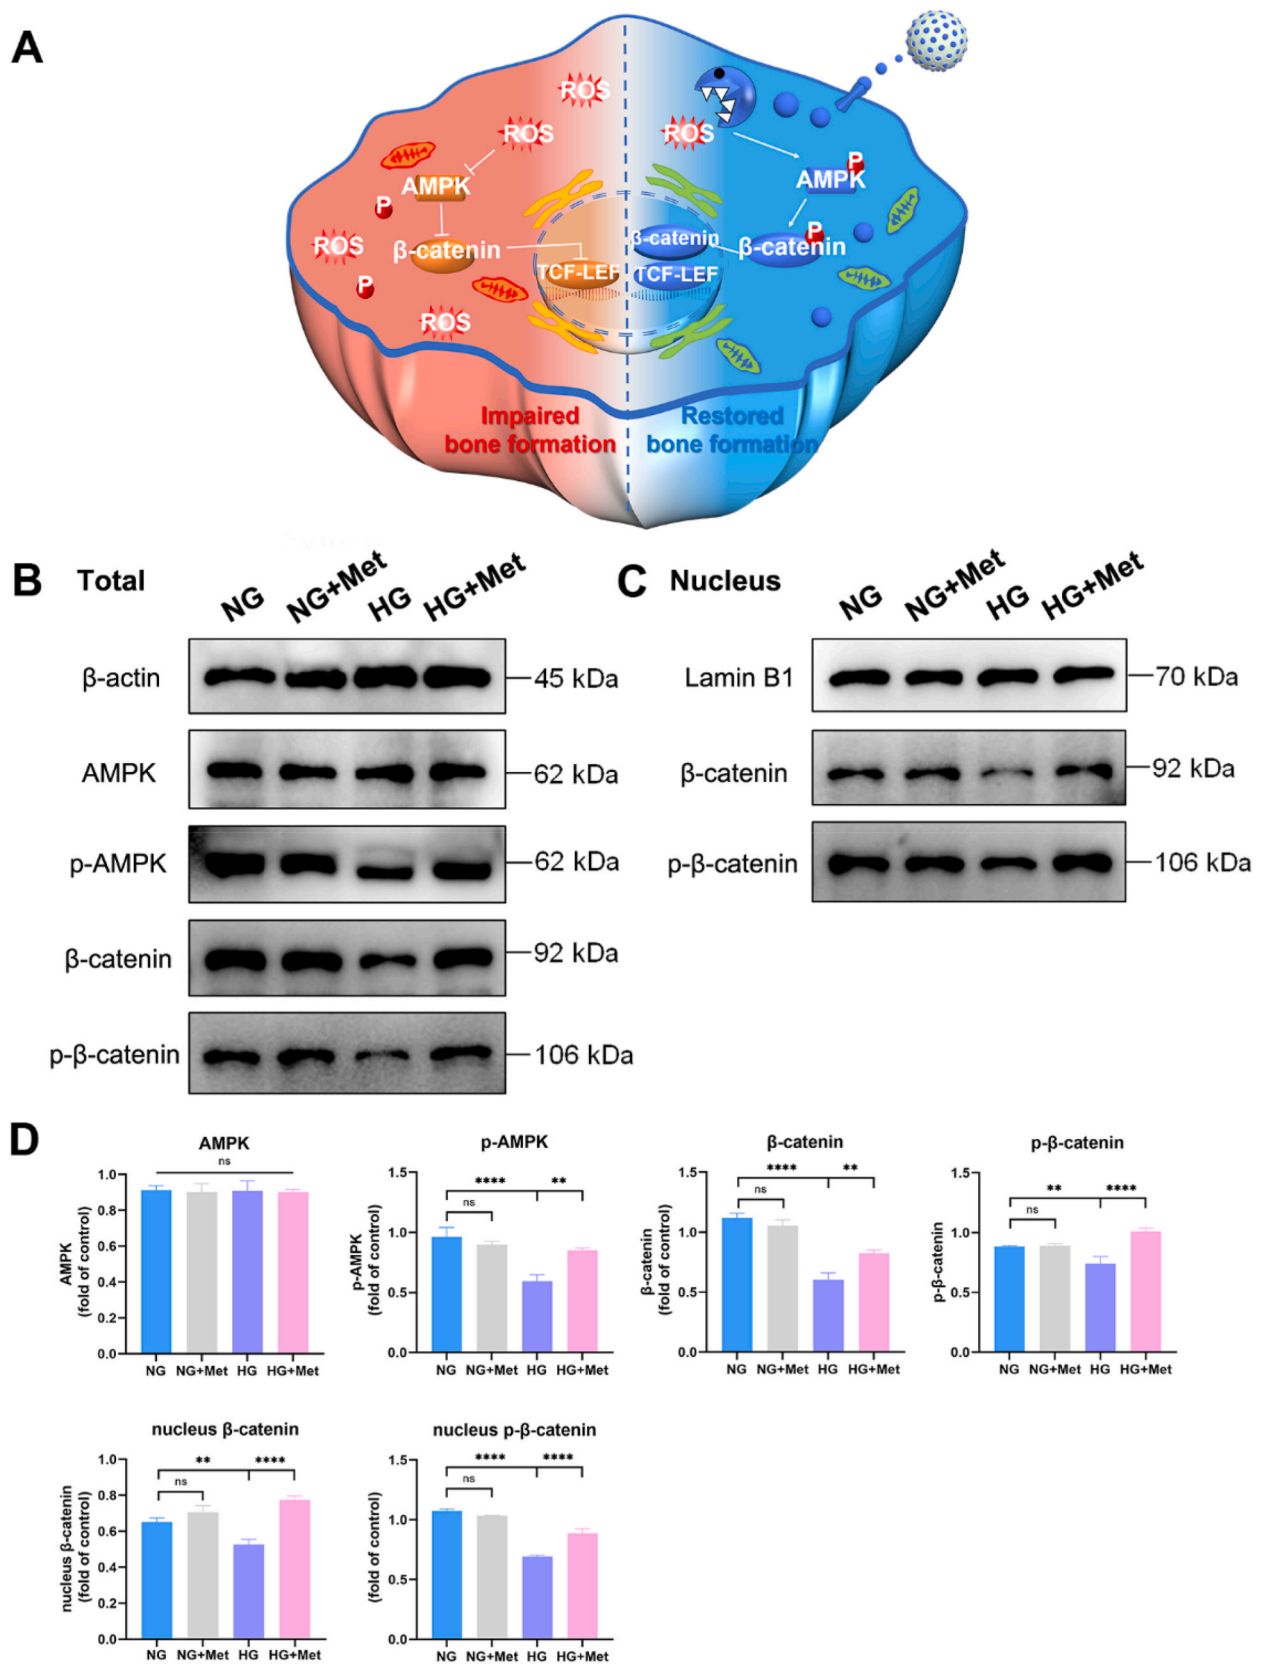 A
ROS
ROS
ROS
AMPK
P
AMPK
P
P
ROS
β-catenin
β-catenin
β-catenin
P
TCF-LEF
TCF-LEF
ROS
Impaired
bone formation
Restored
bone formation
B Total
NG
NG+Met
HG
HG+Met
β-actin
45 kDa
AMPK
62 kDa
p-AMPK
62 kDa
β-catenin
92 kDa
p-β-catenin
106 kDa
C Nucleus
NG
NG+Met
HG
HG+Met
Lamin B1
70 kDa
β-catenin
92 kDa
p-β-catenin
106 kDa
D
AMPK
ns
AMPK
(fold of control)
1.0
0.8
0.6
0.4
0.2
0.0
NG NG+Met HG HG+Met
p-AMPK
**** **
ns
p-AMPK
(fold of control)
1.5
1.0
0.5
0.0
NG NG+Met HG HG+Met
β-catenin
**** **
ns
β-catenin
(fold of control)
1.5
1.0
0.5
0.0
NG NG+Met HG HG+Met
p-β-catenin
** ****
ns
p-β-catenin
1.5
1.0
0.5
0.0
NG NG+Met HG HG+Met
nucleus β-catenin
** ****
ns
nucleus β-catenin
(fold of control)
1.0
0.8
0.6
0.4
0.2
0.0
NG NG+Met HG HG+Met
nucleus p-β-catenin
**** ****
ns
(fold of control)
1.5
1.0
0.5
0.0
NG NG+Met HG HG+Met